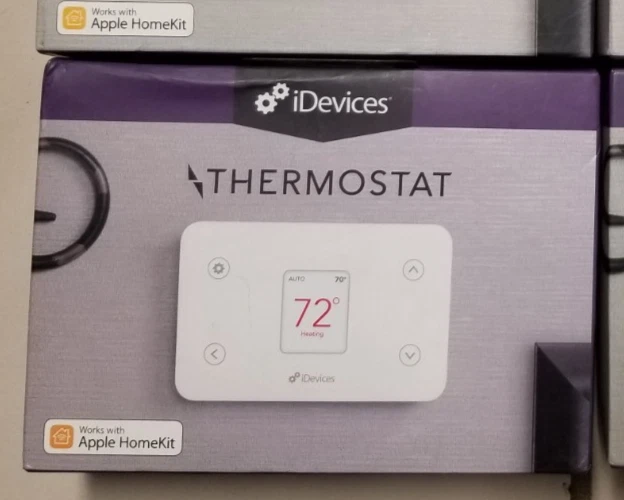 Works with
Apple HomeKit
iDevices
THERMOSTAT
AUTO 70°
72°
Heating
iDevices
Works with
Apple HomeKit